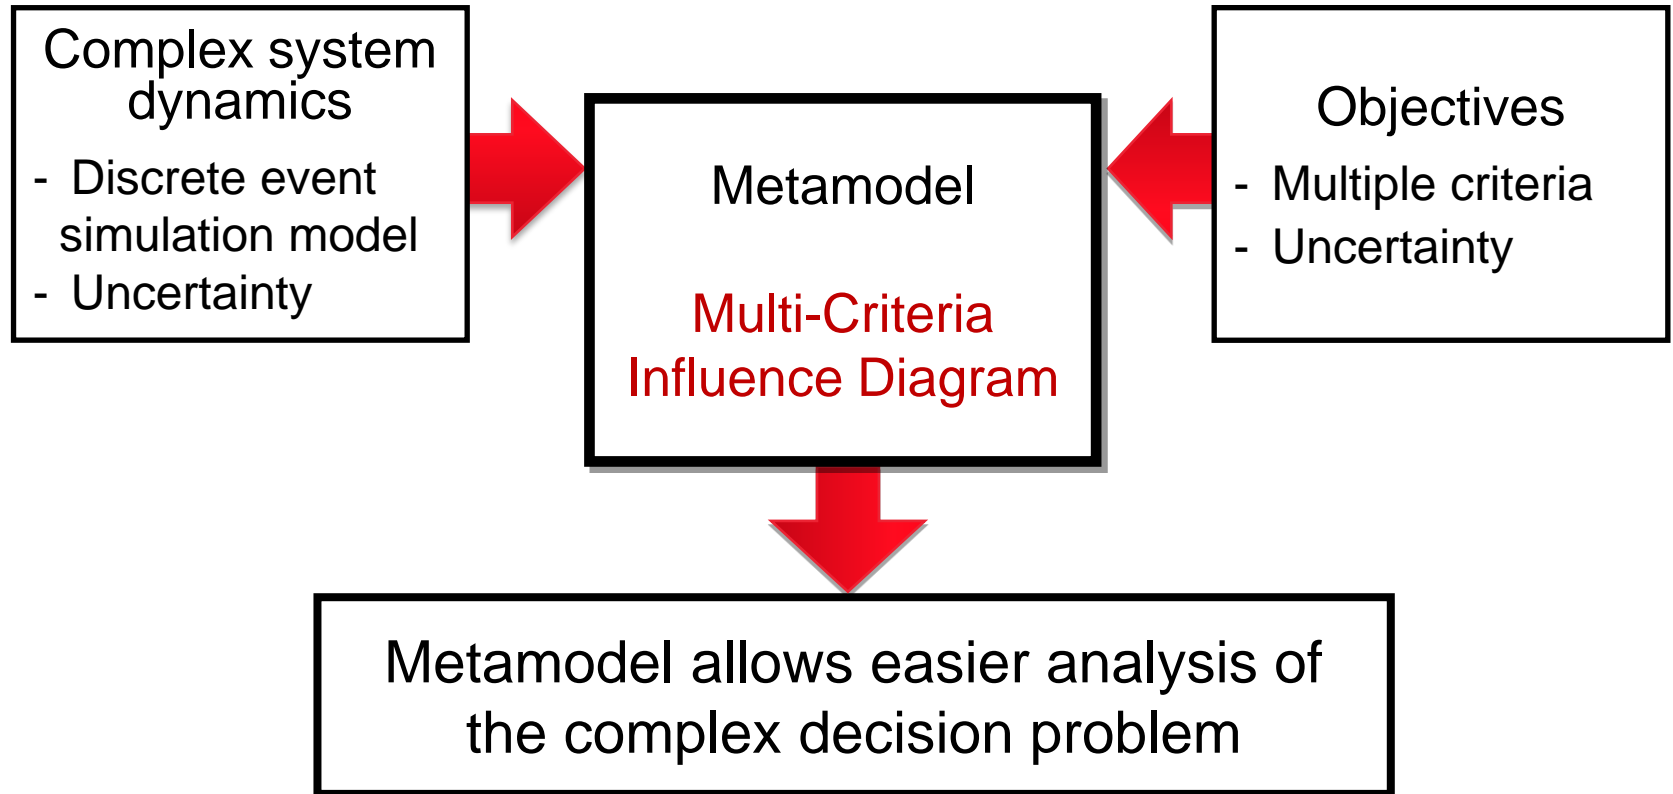 Complex system
dynamics
- Discrete event
simulation model
- Uncertainty
Metamodel
Multi-Criteria
Influence Diagram
Objectives
- Multiple criteria
- Uncertainty
Metamodel allows easier analysis of
the complex decision problem